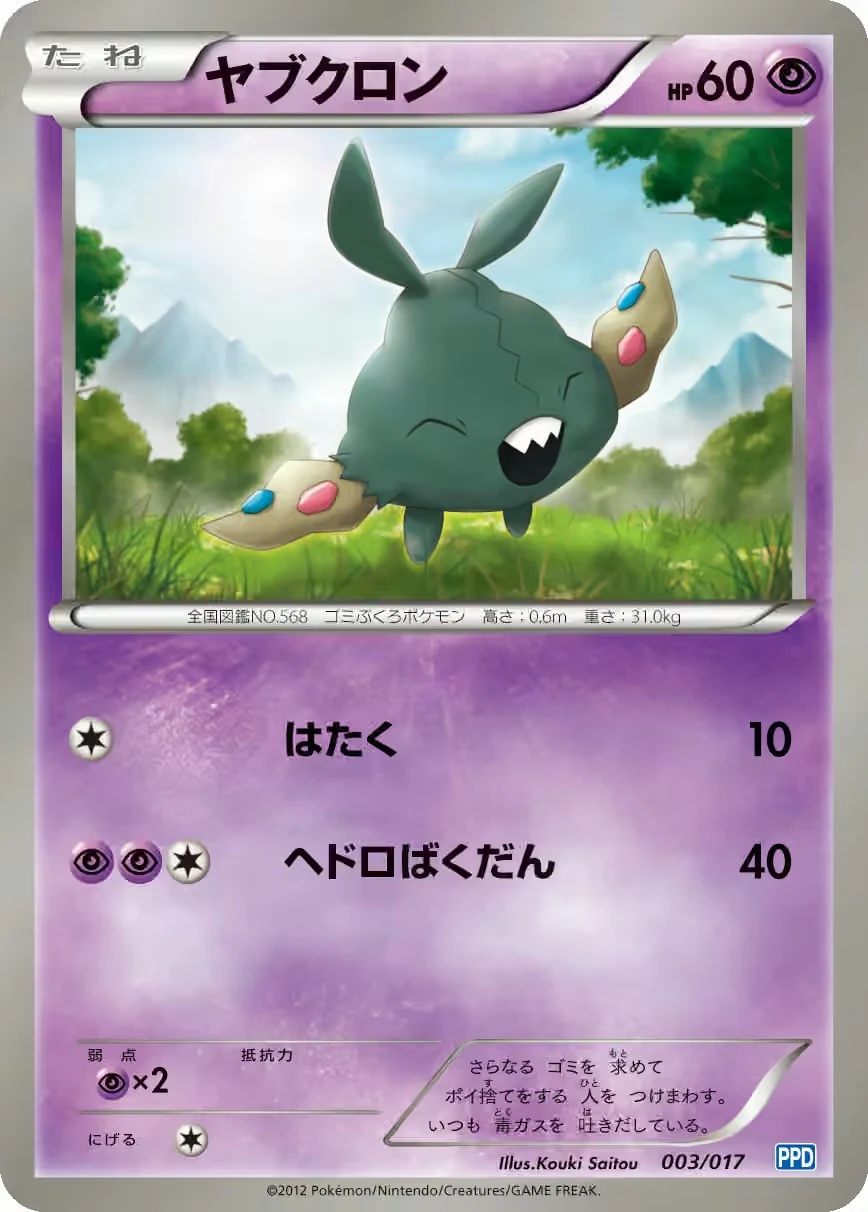 たね ヤブクロン HP60
全国図鑑NO.568 ゴミぶくろポケモン 高さ:0.6m 重さ:31.0kg
はたく 10
ヘドロばくだん 40
弱点 抵抗力
×2
にげる
さらなる ゴミを 求めて
ポイ捨てをする 人を つけまわす。
いつも 毒ガスを 吐きだしている。
Illus.Kouki Saitou 003/017 PPD
©2012 Pokémon/Nintendo/Creatures/GAME FREAK.